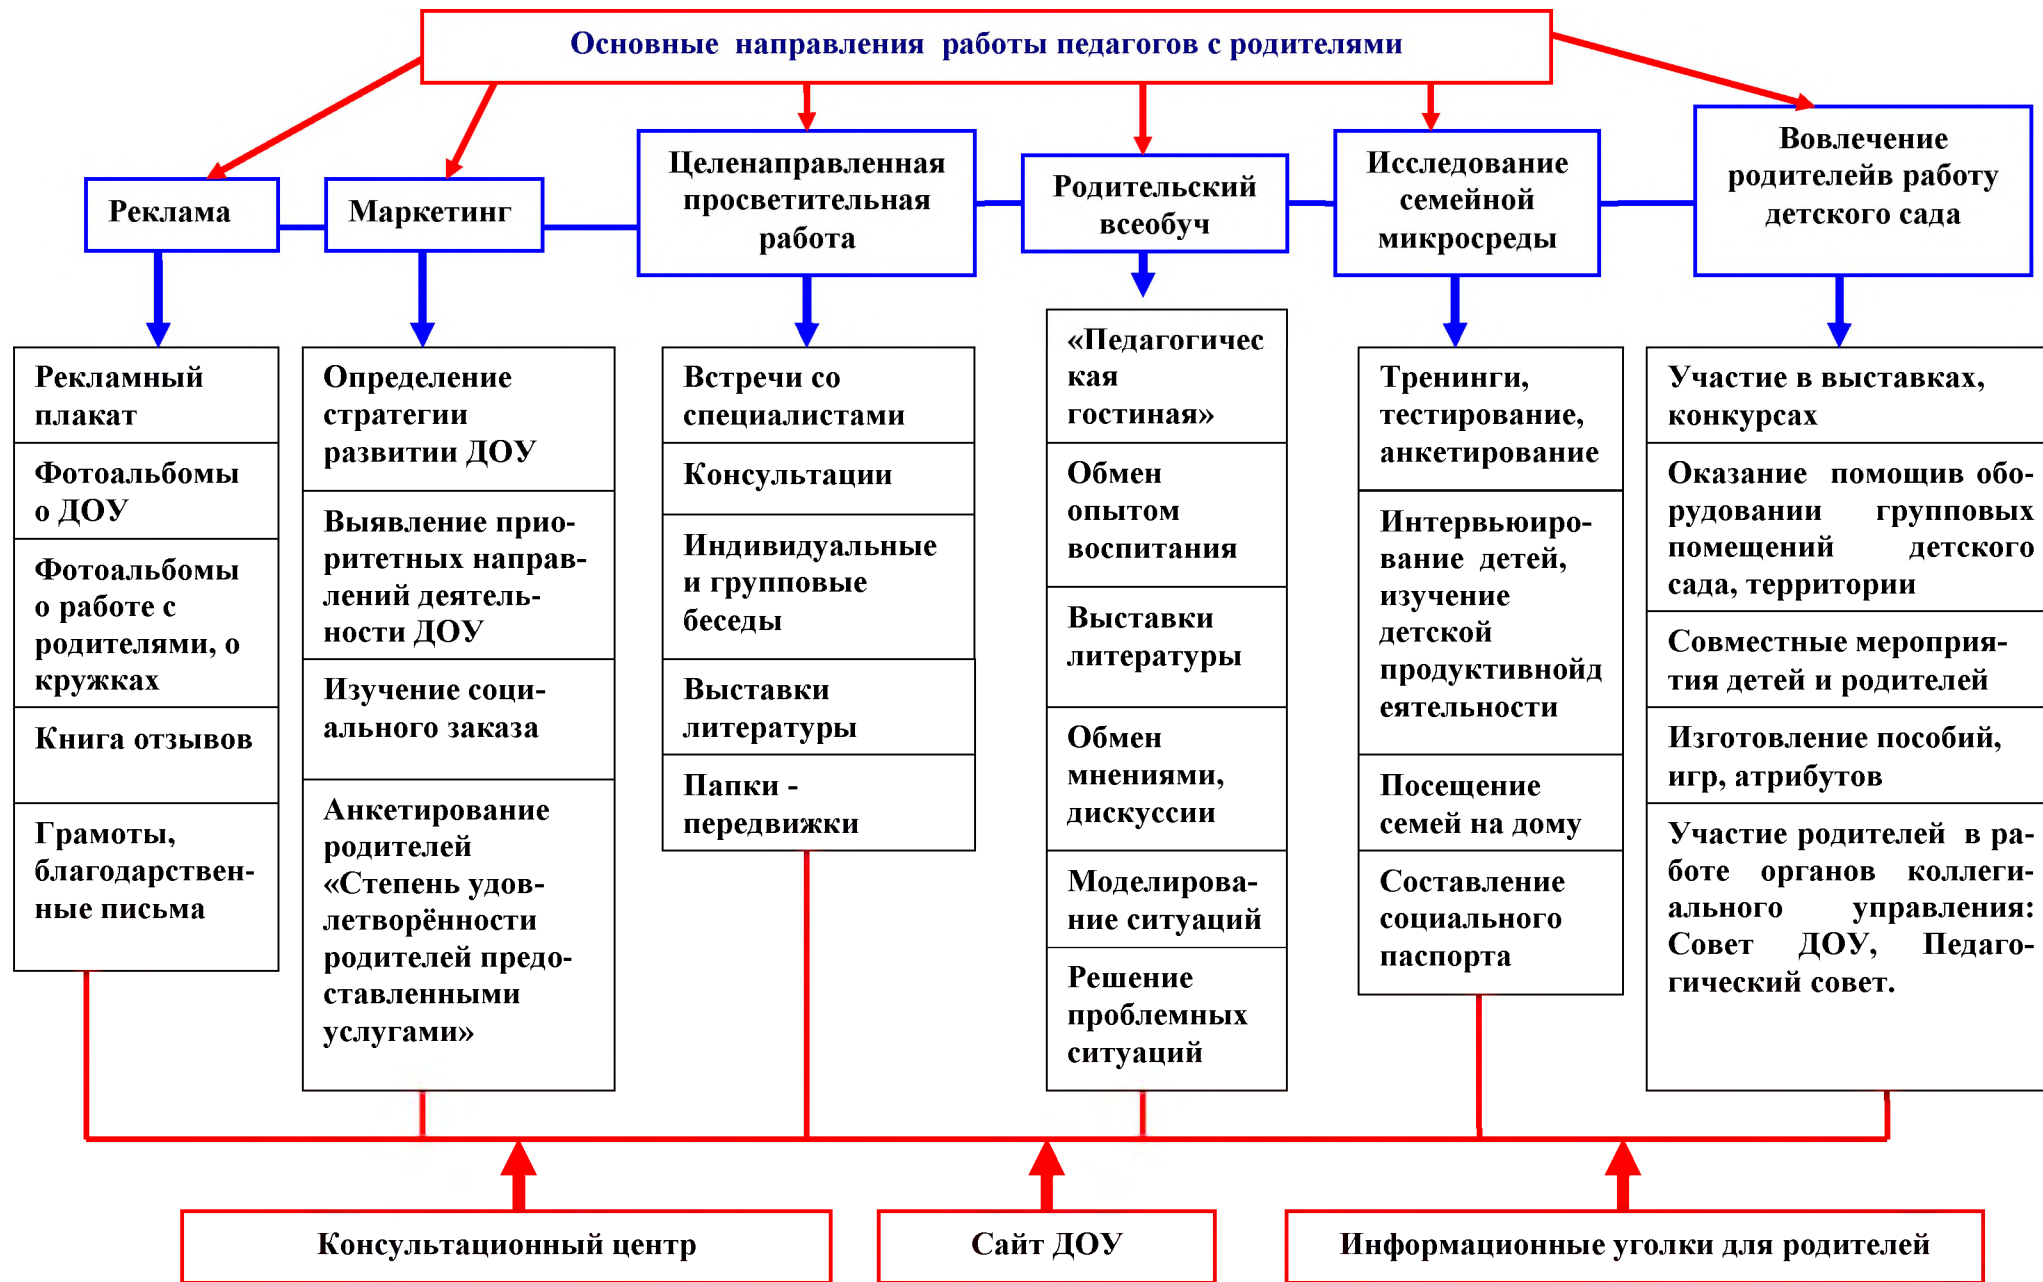 Основные направления работы педагогов с родителями
Реклама
Маркетинг
Целенаправленная
просветительная
работа
Родительский
всеобуч
Исследование
семейной
микросреды
Вовлечение
родителейв работу
детского сада
Рекламный
плакат
Фотоальбомы
о ДОУ
Фотоальбомы
о работе с
родителями, о
кружках
Книга отзывов
Грамоты,
благодарствен-
ные письма
Определение
стратегии
развитии ДОУ
Выявление прио-
ритетных направ-
лений деятель-
ности ДОУ
Изучение соци-
ального заказа
Анкетирование
родителей
«Степень удов-
летворённости
родителей предо-
ставленными
услугами»
Встречи со
специалистами
Консультации
Индивидуальные
и групповые
беседы
Выставки
литературы
Папки -
передвижки
«Педагогичес
кая
гостиная»
Обмен
опытом
воспитания
Выставки
литературы
Обмен
мнениями,
дискуссии
Моделирова-
ние ситуаций
Решение
проблемных
ситуаций
Тренинги,
тестирование,
анкетирование
Интервьюиро-
вание детей,
изучение
детской
продуктивнойд
еятельности
Посещение
семей на дому
Составление
социального
паспорта
Участие в выставках,
конкурсах
Оказание помощив обо-
рудовании групповых
помещений детского
сада, территории
Совместные мероприя-
тия детей и родителей
Изготовление пособий,
игр, атрибутов
Участие родителей в ра-
боте органов коллеги-
ального управления:
Совет ДОУ, Педаго-
гический совет.
Консультационный центр
Сайт ДОУ
Информационные уголки для родителей